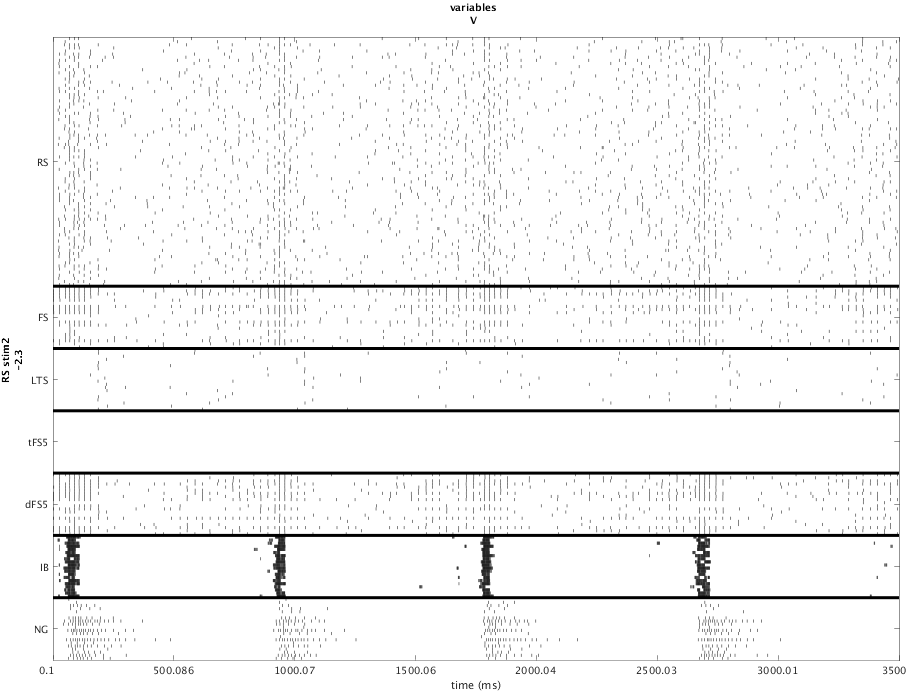 variables
V
RS
FS
LTS
tFS5
dFS5
IB
NG
RS stim2
-2.3
0.1 500.086 1000.07 1500.06 2000.04 2500.03 3000.01 3500
time (ms)